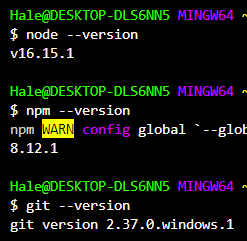 Hale@DESKTOP-DLS6NN5 MINGW64 ~
$ node --version
v16.15.1
Hale@DESKTOP-DLS6NN5 MINGW64 ~
$ npm --version
npm WARN config global `--glob
8.12.1
Hale@DESKTOP-DLS6NN5 MINGW64 ~
$ git --version
git version 2.37.0.windows.1